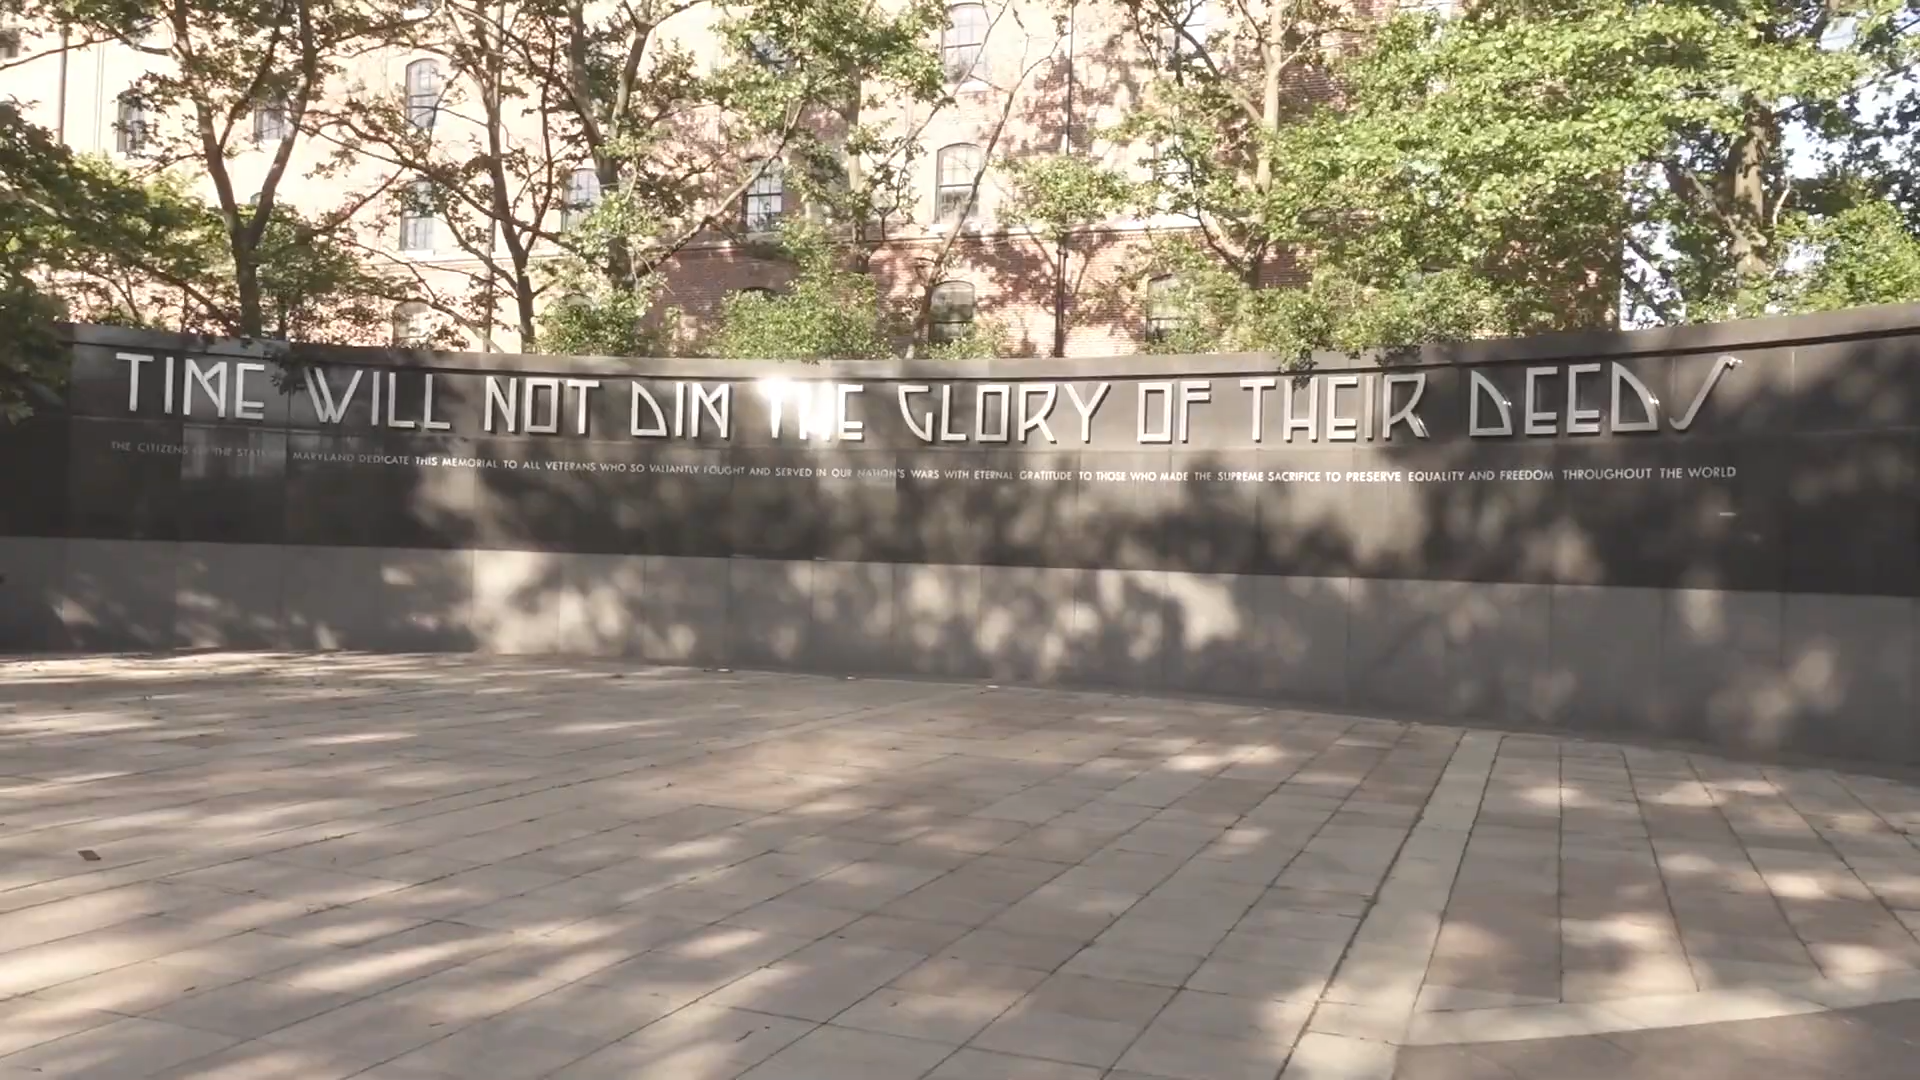 TIME WILL NOT DIM THE GLORY OF THEIR DEEDS
THE CITIZENS OF THE STATE OF MARYLAND DEDICATE THIS MEMORIAL TO ALL VETERANS WHO SO VALIANTLY FOUGHT AND SERVED IN OUR NATION'S WARS WITH ETERNAL GRATITUDE TO THOSE WHO MADE THE SUPREME SACRIFICE TO PRESERVE EQUALITY AND FREEDOM THROUGHOUT THE WORLD